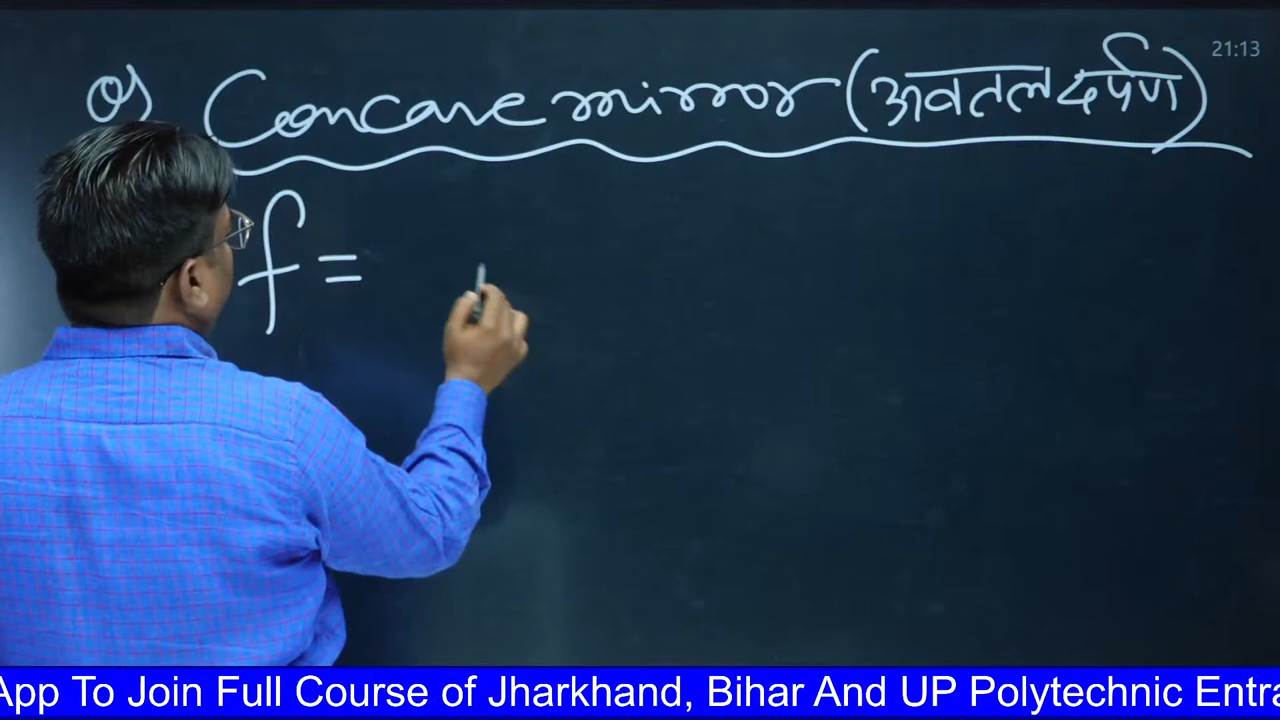 Q) Concave mirror (अवतल दर्पण)
21:13
f =
App To Join Full Course of Jharkhand, Bihar And UP Polytechnic Entra